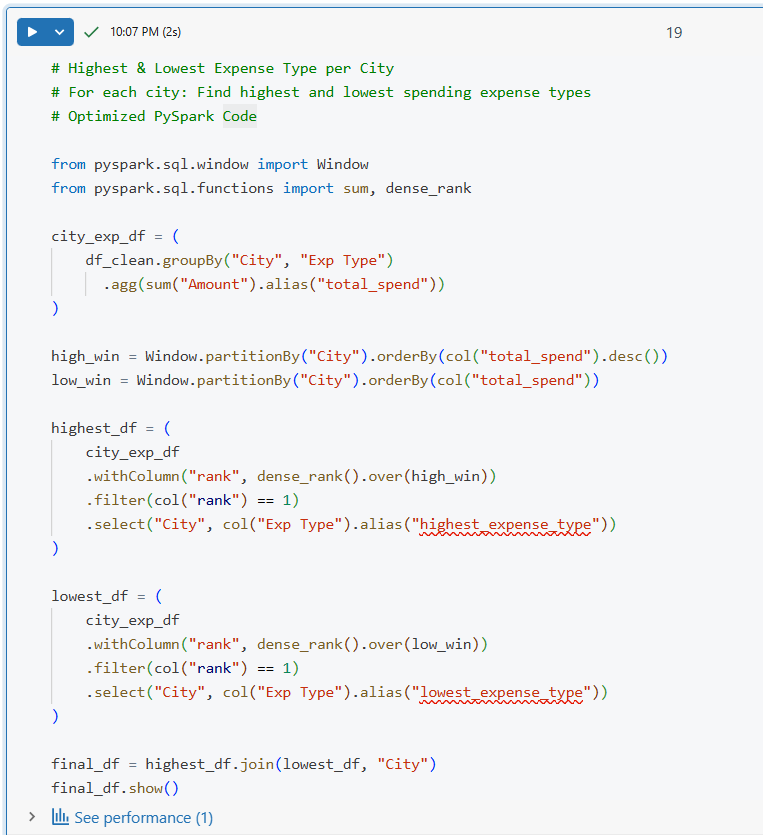 10:07 PM (2s)
19
# Highest & Lowest Expense Type per City
# For each city: Find highest and lowest spending expense types
# Optimized PySpark Code
from pyspark.sql.window import Window
from pyspark.sql.functions import sum, dense_rank
city_exp_df = (
    df_clean.groupBy("City", "Exp Type")
      .agg(sum("Amount").alias("total_spend"))
)
high_win = Window.partitionBy("City").orderBy(col("total_spend").desc())
low_win = Window.partitionBy("City").orderBy(col("total_spend"))
highest_df = (
    city_exp_df
    .withColumn("rank", dense_rank().over(high_win))
    .filter(col("rank") == 1)
    .select("City", col("Exp Type").alias("highest_expense_type"))
)
lowest_df = (
    city_exp_df
    .withColumn("rank", dense_rank().over(low_win))
    .filter(col("rank") == 1)
    .select("City", col("Exp Type").alias("lowest_expense_type"))
)
final_df = highest_df.join(lowest_df, "City")
final_df.show()
See performance (1)